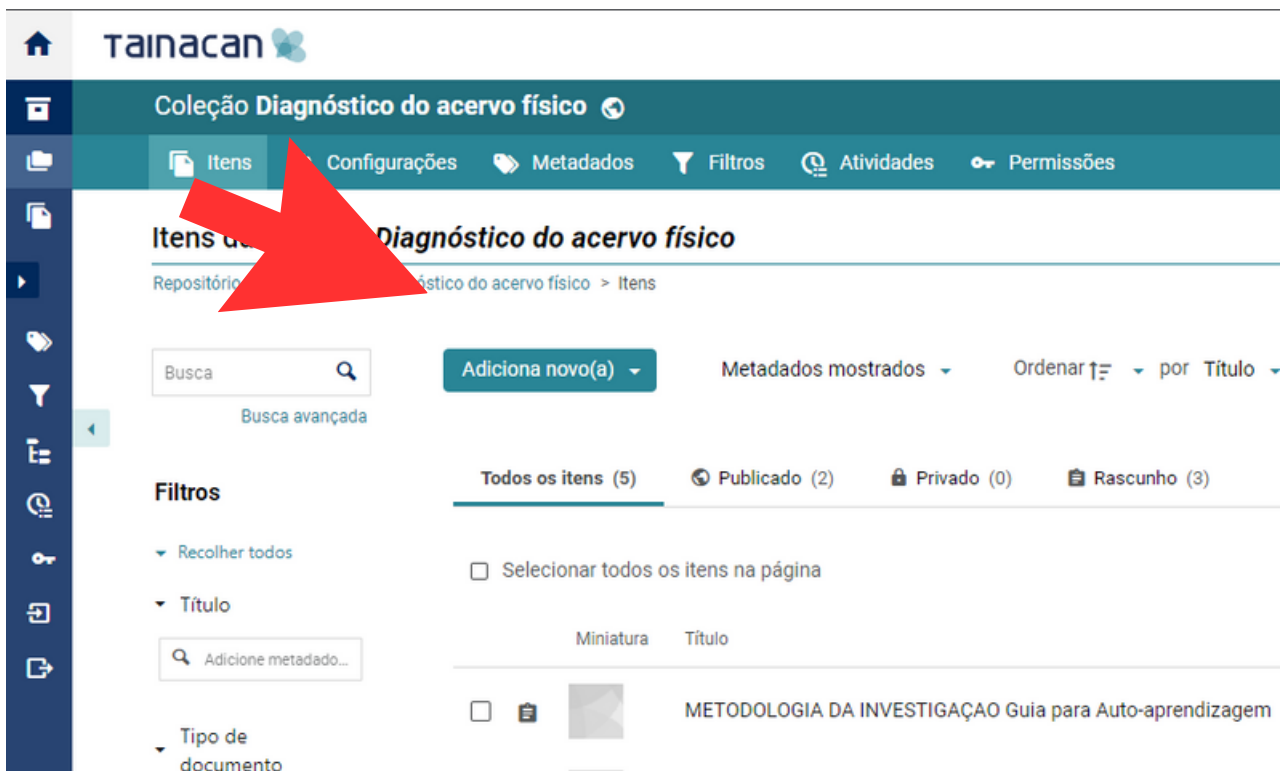 Tainacan
Coleção Diagnóstico do acervo físico
Itens Configurações Metadados Filtros Atividades Permissões
Itens Diagnóstico do acervo físico
Repositório do acervo físico > Itens
Busca Adiciona novo(a) Metadados mostrados Ordenar por Título
Busca avançada
Todos os itens (5) Publicado (2) Privado (0) Rascunho (3)
Filtros
Recolher todos
Selecionar todos os itens na página
Título
Miniatura Título
Adicione metadado...
METODOLOGIA DA INVESTIGAÇAO Guia para Auto-aprendizagem
Tipo de
documento